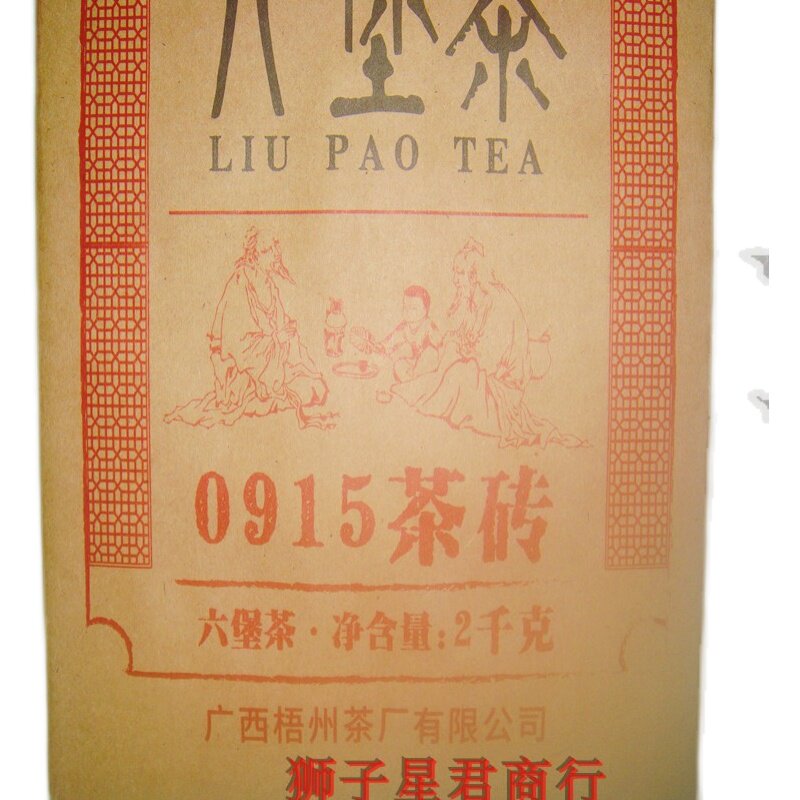 六堡茶
LIU PAO TEA
0915茶砖
六堡茶·净含量:2千克
广西梧州茶厂有限公司
狮子星君商行